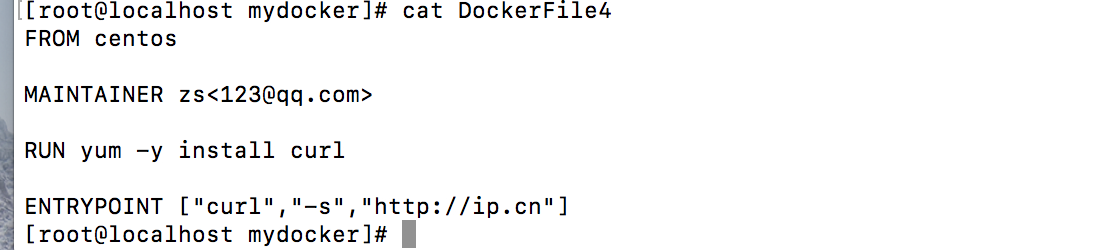 [[root@localhost mydocker]# cat DockerFile4
FROM centos
MAINTAINER zs<123@qq.com>
RUN yum -y install curl
ENTRYPOINT ["curl","-s","http://ip.cn"]
[root@localhost mydocker]#